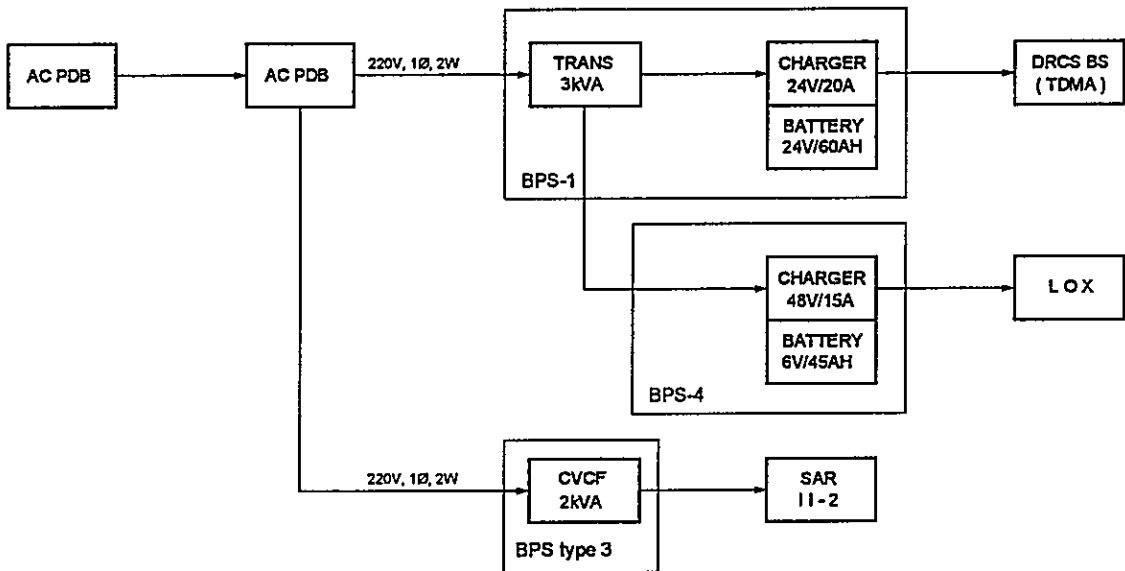 AC PDB
AC PDB
220V, 1Ø, 2W
TRANS
3kVA
CHARGER
24V/20A
BATTERY
24V/60AH
BPS-1
DRCS BS
( TDMA )
CHARGER
48V/15A
BATTERY
6V/45AH
BPS-4
L O X
220V, 1Ø, 2W
CVCF
2kVA
BPS type 3
SAR
I I - 2